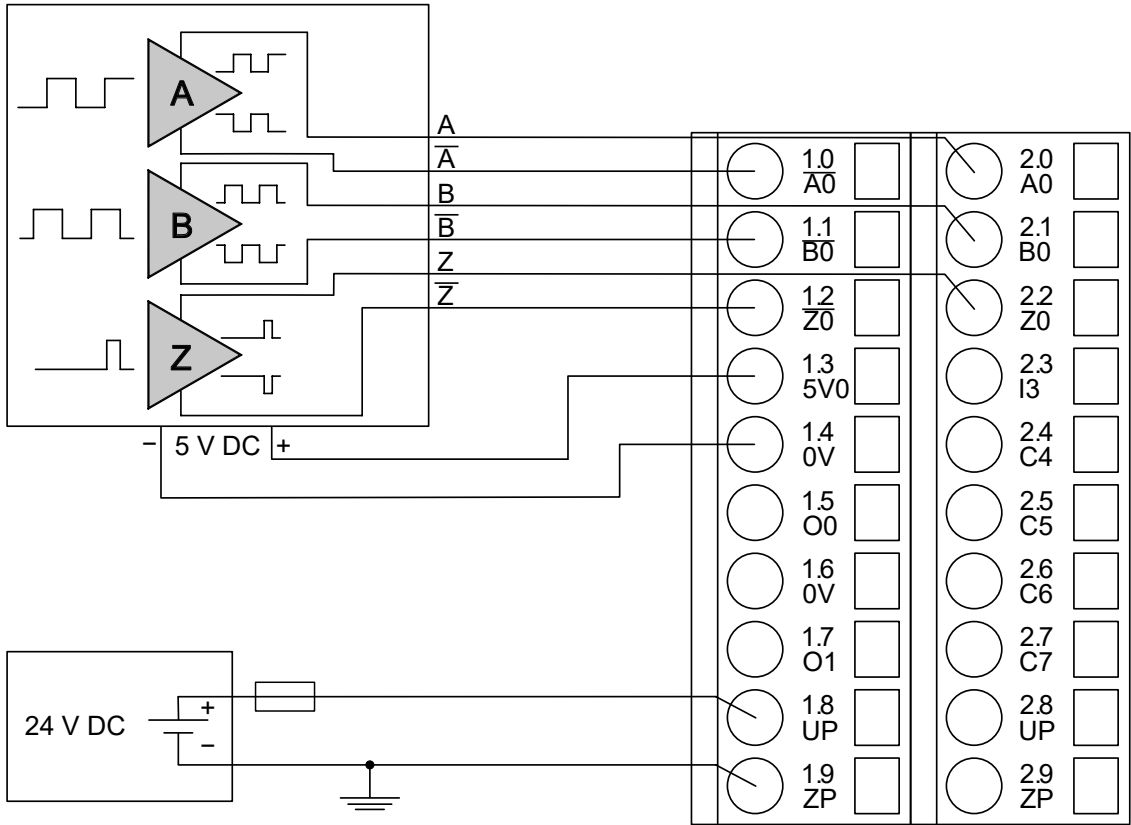 A
B
Z
A
A̅
B
B̅
Z
Z̅
− 5 V DC +
24 V DC
+
−
1.0
A̅0̅
1.1
B̅0̅
1.2
Z̅0̅
1.3
5V0
1.4
0V
1.5
O0
1.6
0V
1.7
O1
1.8
UP
1.9
ZP
2.0
A0
2.1
B0
2.2
Z0
2.3
I3
2.4
C4
2.5
C5
2.6
C6
2.7
C7
2.8
UP
2.9
ZP